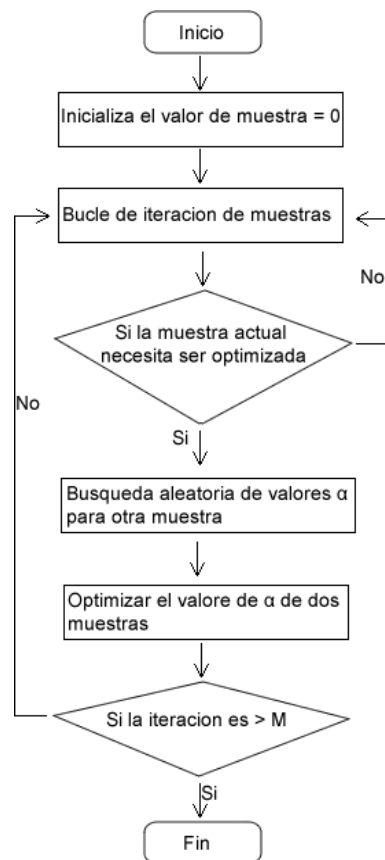 Inicio
Inicializa el valor de muestra = 0
Bucle de iteracion de muestras
No
Si la muestra actual
necesita ser optimizada
No
Si
Busqueda aleatoria de valores α
para otra muestra
Optimizar el valore de α de dos
muestras
Si la iteracion es > M
Si
Fin